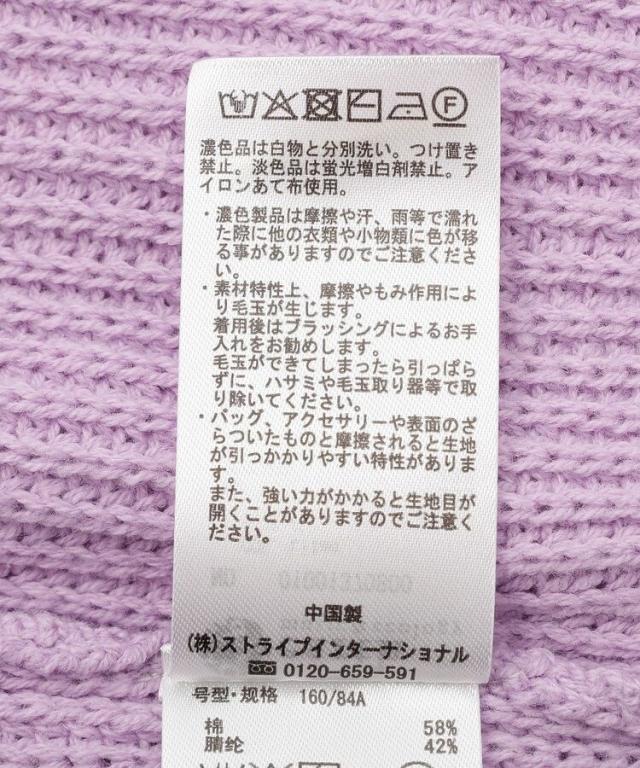 F
濃色品は白物と分別洗い。つけ置き
禁止。淡色品は蛍光増白剤禁止。ア
イロンあて布使用。
・濃色製品は摩擦や汗、雨等で濡れ
た際に他の衣類や小物類に色が移
る事がありますのでご注意くださ
い。
・素材特性上、摩擦やもみ作用によ
り毛玉が生じます。
着用後はブラッシングによるお手
入れをお勧めします。
毛玉ができてしまったら引っぱら
ずに、ハサミや毛玉取り器等で取
り除いてください。
・バッグ、アクセサリーや表面のざ
らついたものと摩擦されると生地
が引っかかりやすい特性がありま
す。
また、強い力がかかると生地目が
開くことがありますのでご注意く
ださい。
中国製
(株)ストライプインターナショナル
0120-659-591
号型・规格 160/84A
棉 58%
腈纶 42%